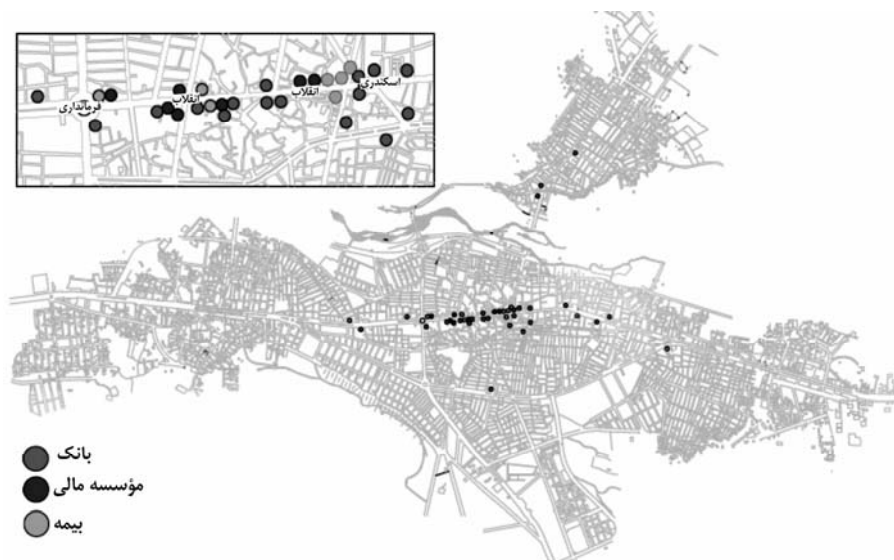 اسکندری
انقلاب
انقلاب
فرمانداری
بانک
مؤسسه مالی
بیمه